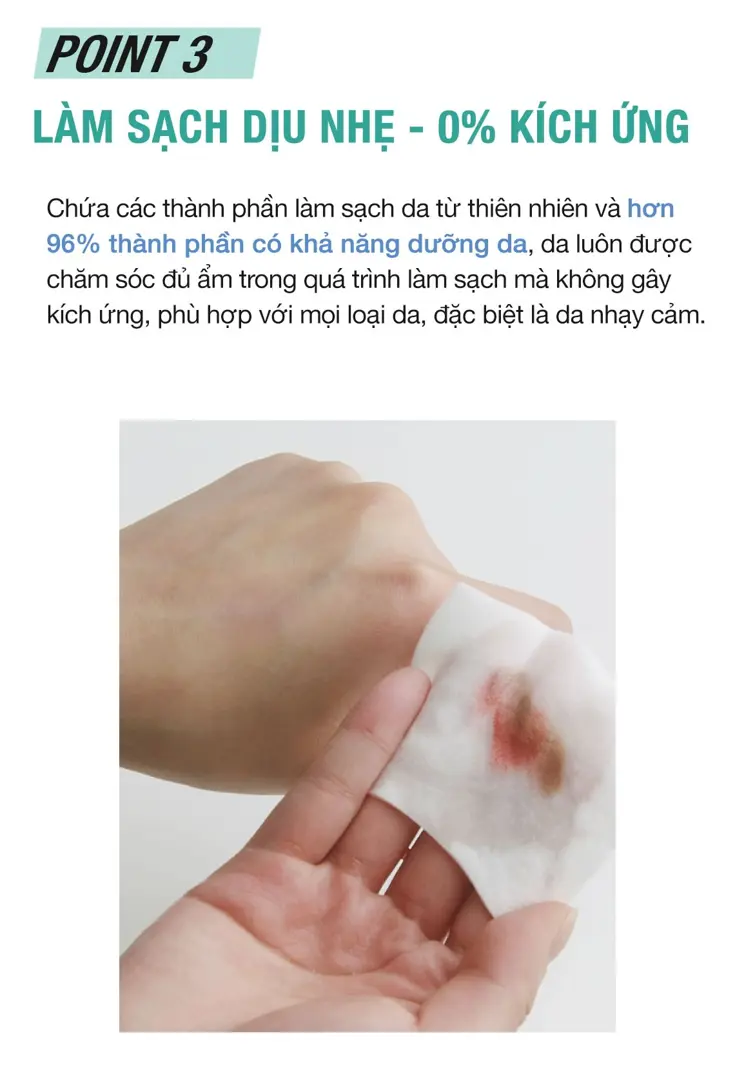 POINT 3
LÀM SẠCH DỊU NHẸ - 0% KÍCH ỨNG
Chứa các thành phần làm sạch da từ thiên nhiên và hơn
96% thành phần có khả năng dưỡng da, da luôn được
chăm sóc đủ ẩm trong quá trình làm sạch mà không gây
kích ứng, phù hợp với mọi loại da, đặc biệt là da nhạy cảm.